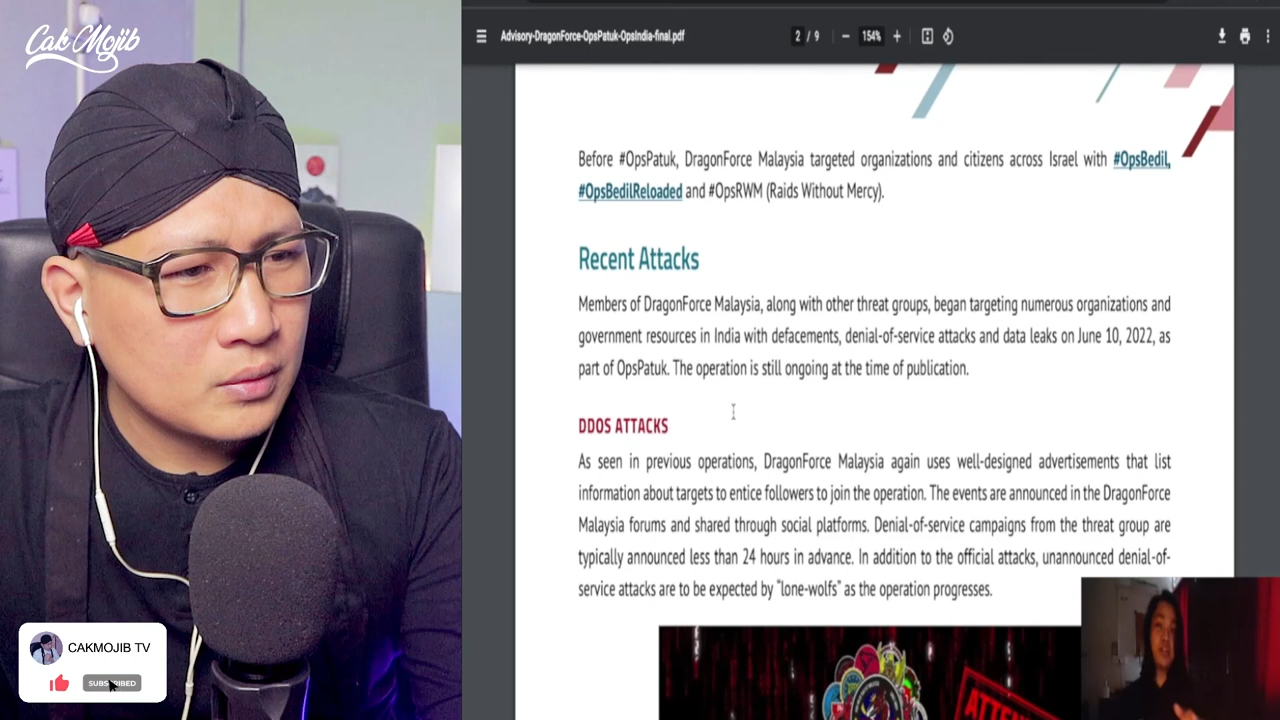 Cak Mojib
Advisory-DragonForce-OpsPatuk-OpsIndia-final.pdf
2 / 9
154%
Before #OpsPatuk, DragonForce Malaysia targeted organizations and citizens across Israel with #OpsBedil,
#OpsBedilReloaded and #OpsRWM (Raids Without Mercy).
Recent Attacks
Members of DragonForce Malaysia, along with other threat groups, began targeting numerous organizations and
government resources in India with defacements, denial-of-service attacks and data leaks on June 10, 2022, as
part of OpsPatuk. The operation is still ongoing at the time of publication.
DDOS ATTACKS
As seen in previous operations, DragonForce Malaysia again uses well-designed advertisements that list
information about targets to entice followers to join the operation. The events are announced in the DragonForce
Malaysia forums and shared through social platforms. Denial-of-service campaigns from the threat group are
typically announced less than 24 hours in advance. In addition to the official attacks, unannounced denial-of-
service attacks are to be expected by “lone-wolfs” as the operation progresses.
CAKMOJIB TV
SUBSCRIBED